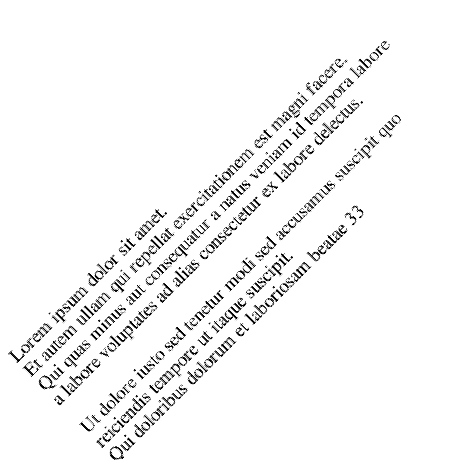 Lorem ipsum dolor sit amet.
Et autem ullam qui repellat exercitationem est magni facere.
Qui quas minus aut consequatur a natus veniam id tempora labore
a labore voluptates ad alias consectetur ex labore delectus.
Ut dolore iusto sed tenetur modi sed accusamus suscipit quo
reiciendis tempore ut itaque suscipit.
Qui doloribus dolorum et laboriosam beatae 33